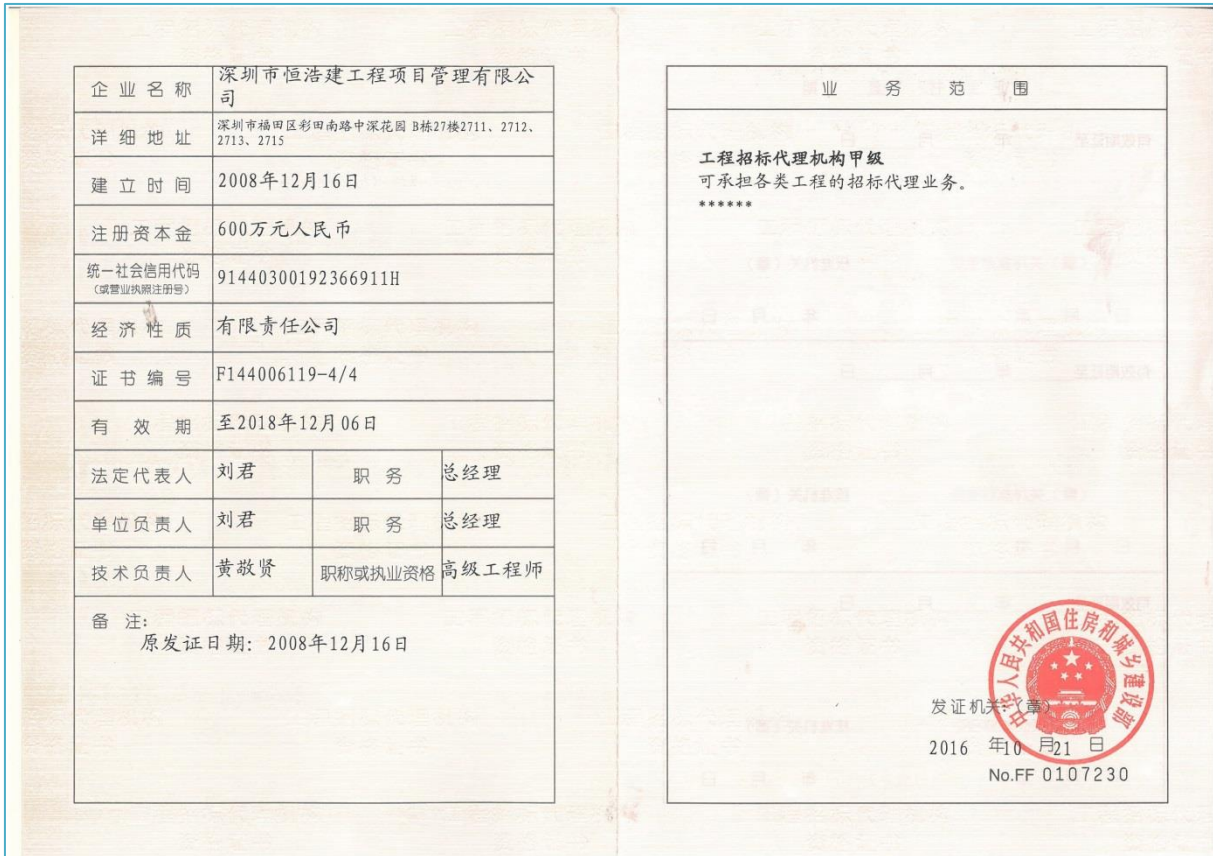 企业名称 深圳市恒浩建工程项目管理有限公
司
详细地址 深圳市福田区彩田南路中深花园 B栋27楼2711、2712、
2713、2715
建立时间 2008年12月16日
注册资本金 600万元人民币
统一社会信用代码
(或营业执照注册号) 91440300192366911H
经济性质 有限责任公司
证书编号 F144006119-4/4
有效期 至2018年12月06日
法定代表人 刘君 职务 总经理
单位负责人 刘君 职务 总经理
技术负责人 黄敬贤 职称或执业资格 高级工程师
备注:
原发证日期: 2008年12月16日
业务范围
工程招标代理机构甲级
可承担各类工程的招标代理业务。
******
中华人民共和国住房和城乡建设部
发证机关:(章)
2016 年10 月21 日
No.FF 0107230